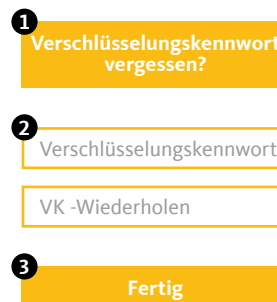 1
Verschlüsselungskennwort
vergessen?
2
Verschlüsselungskennwort
VK -Wiederholen
3
Fertig